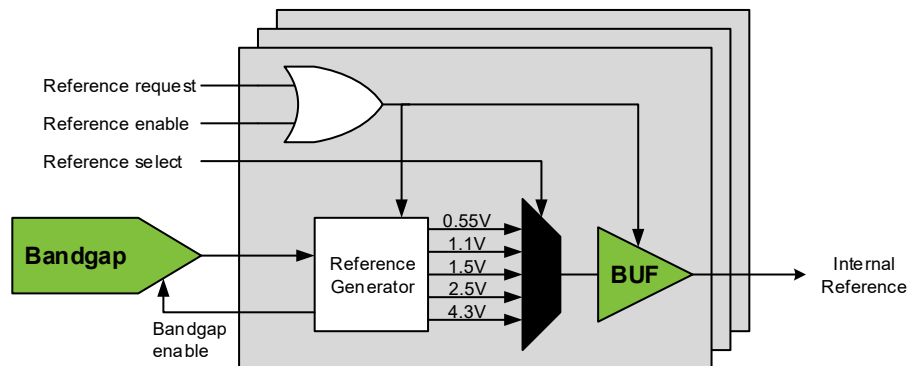 Reference request
Reference enable
Reference select
Bandgap
Reference
Generator
0.55V
1.1V
1.5V
2.5V
4.3V
BUF
Internal
Reference
Bandgap
enable